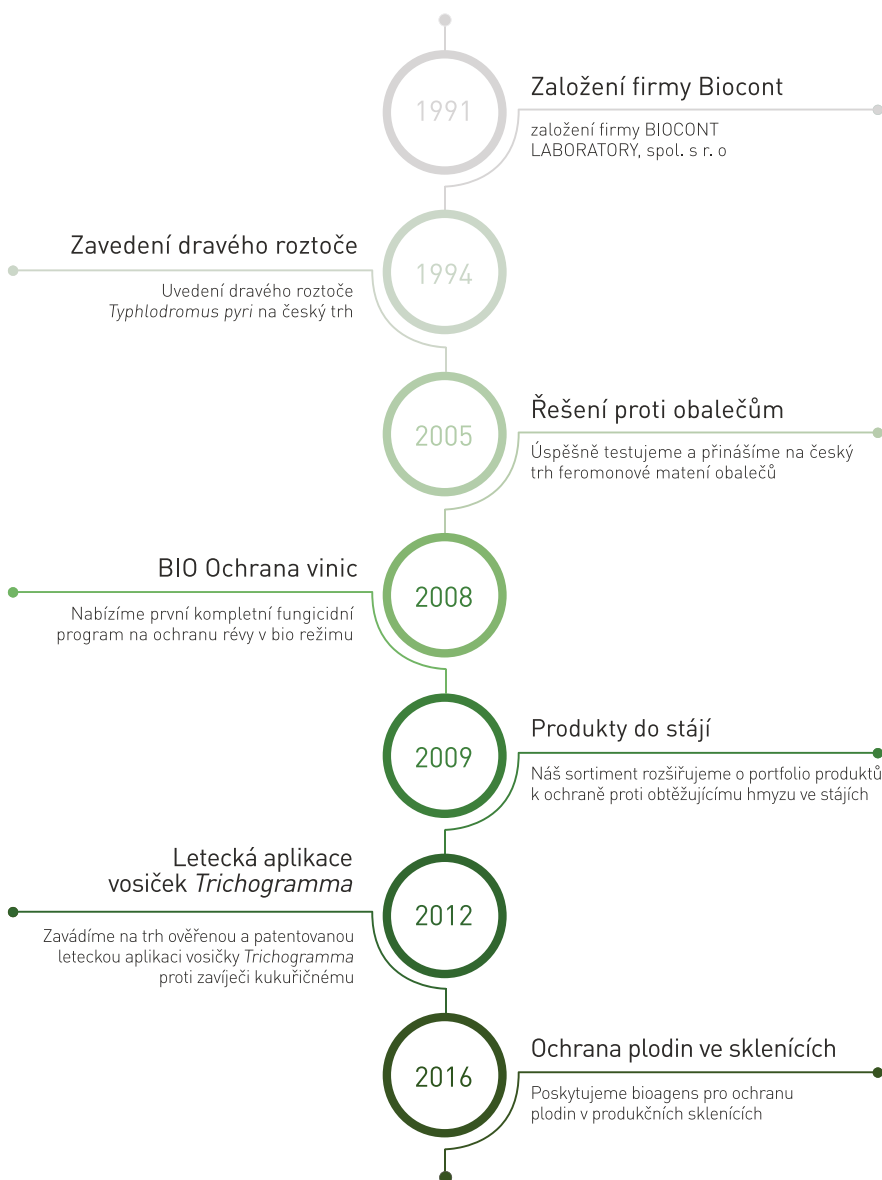 1991
Založení firmy Biocont
založení firmy BIOCONT
LABORATORY, spol. s r. o
1994
Zavedení dravého roztoče
Uvedení dravého roztoče
Typhlodromus pyri na český trh
2005
Řešení proti obalečům
Úspěšně testujeme a přinášíme na český
trh feromonové matení obalečů
2008
BIO Ochrana vinic
Nabízíme první kompletní fungicidní
program na ochranu révy v bio režimu
2009
Produkty do stájí
Náš sortiment rozšiřujeme o portfolio produktů
k ochraně proti obtěžujícímu hmyzu ve stájích
2012
Letecká aplikace
vosiček Trichogramma
Zavádíme na trh ověřenou a patentovanou
leteckou aplikaci vosičky Trichogramma
proti zavíječi kukuřičnému
2016
Ochrana plodin ve sklenících
Poskytujeme bioagens pro ochranu
plodin v produkčních sklenících